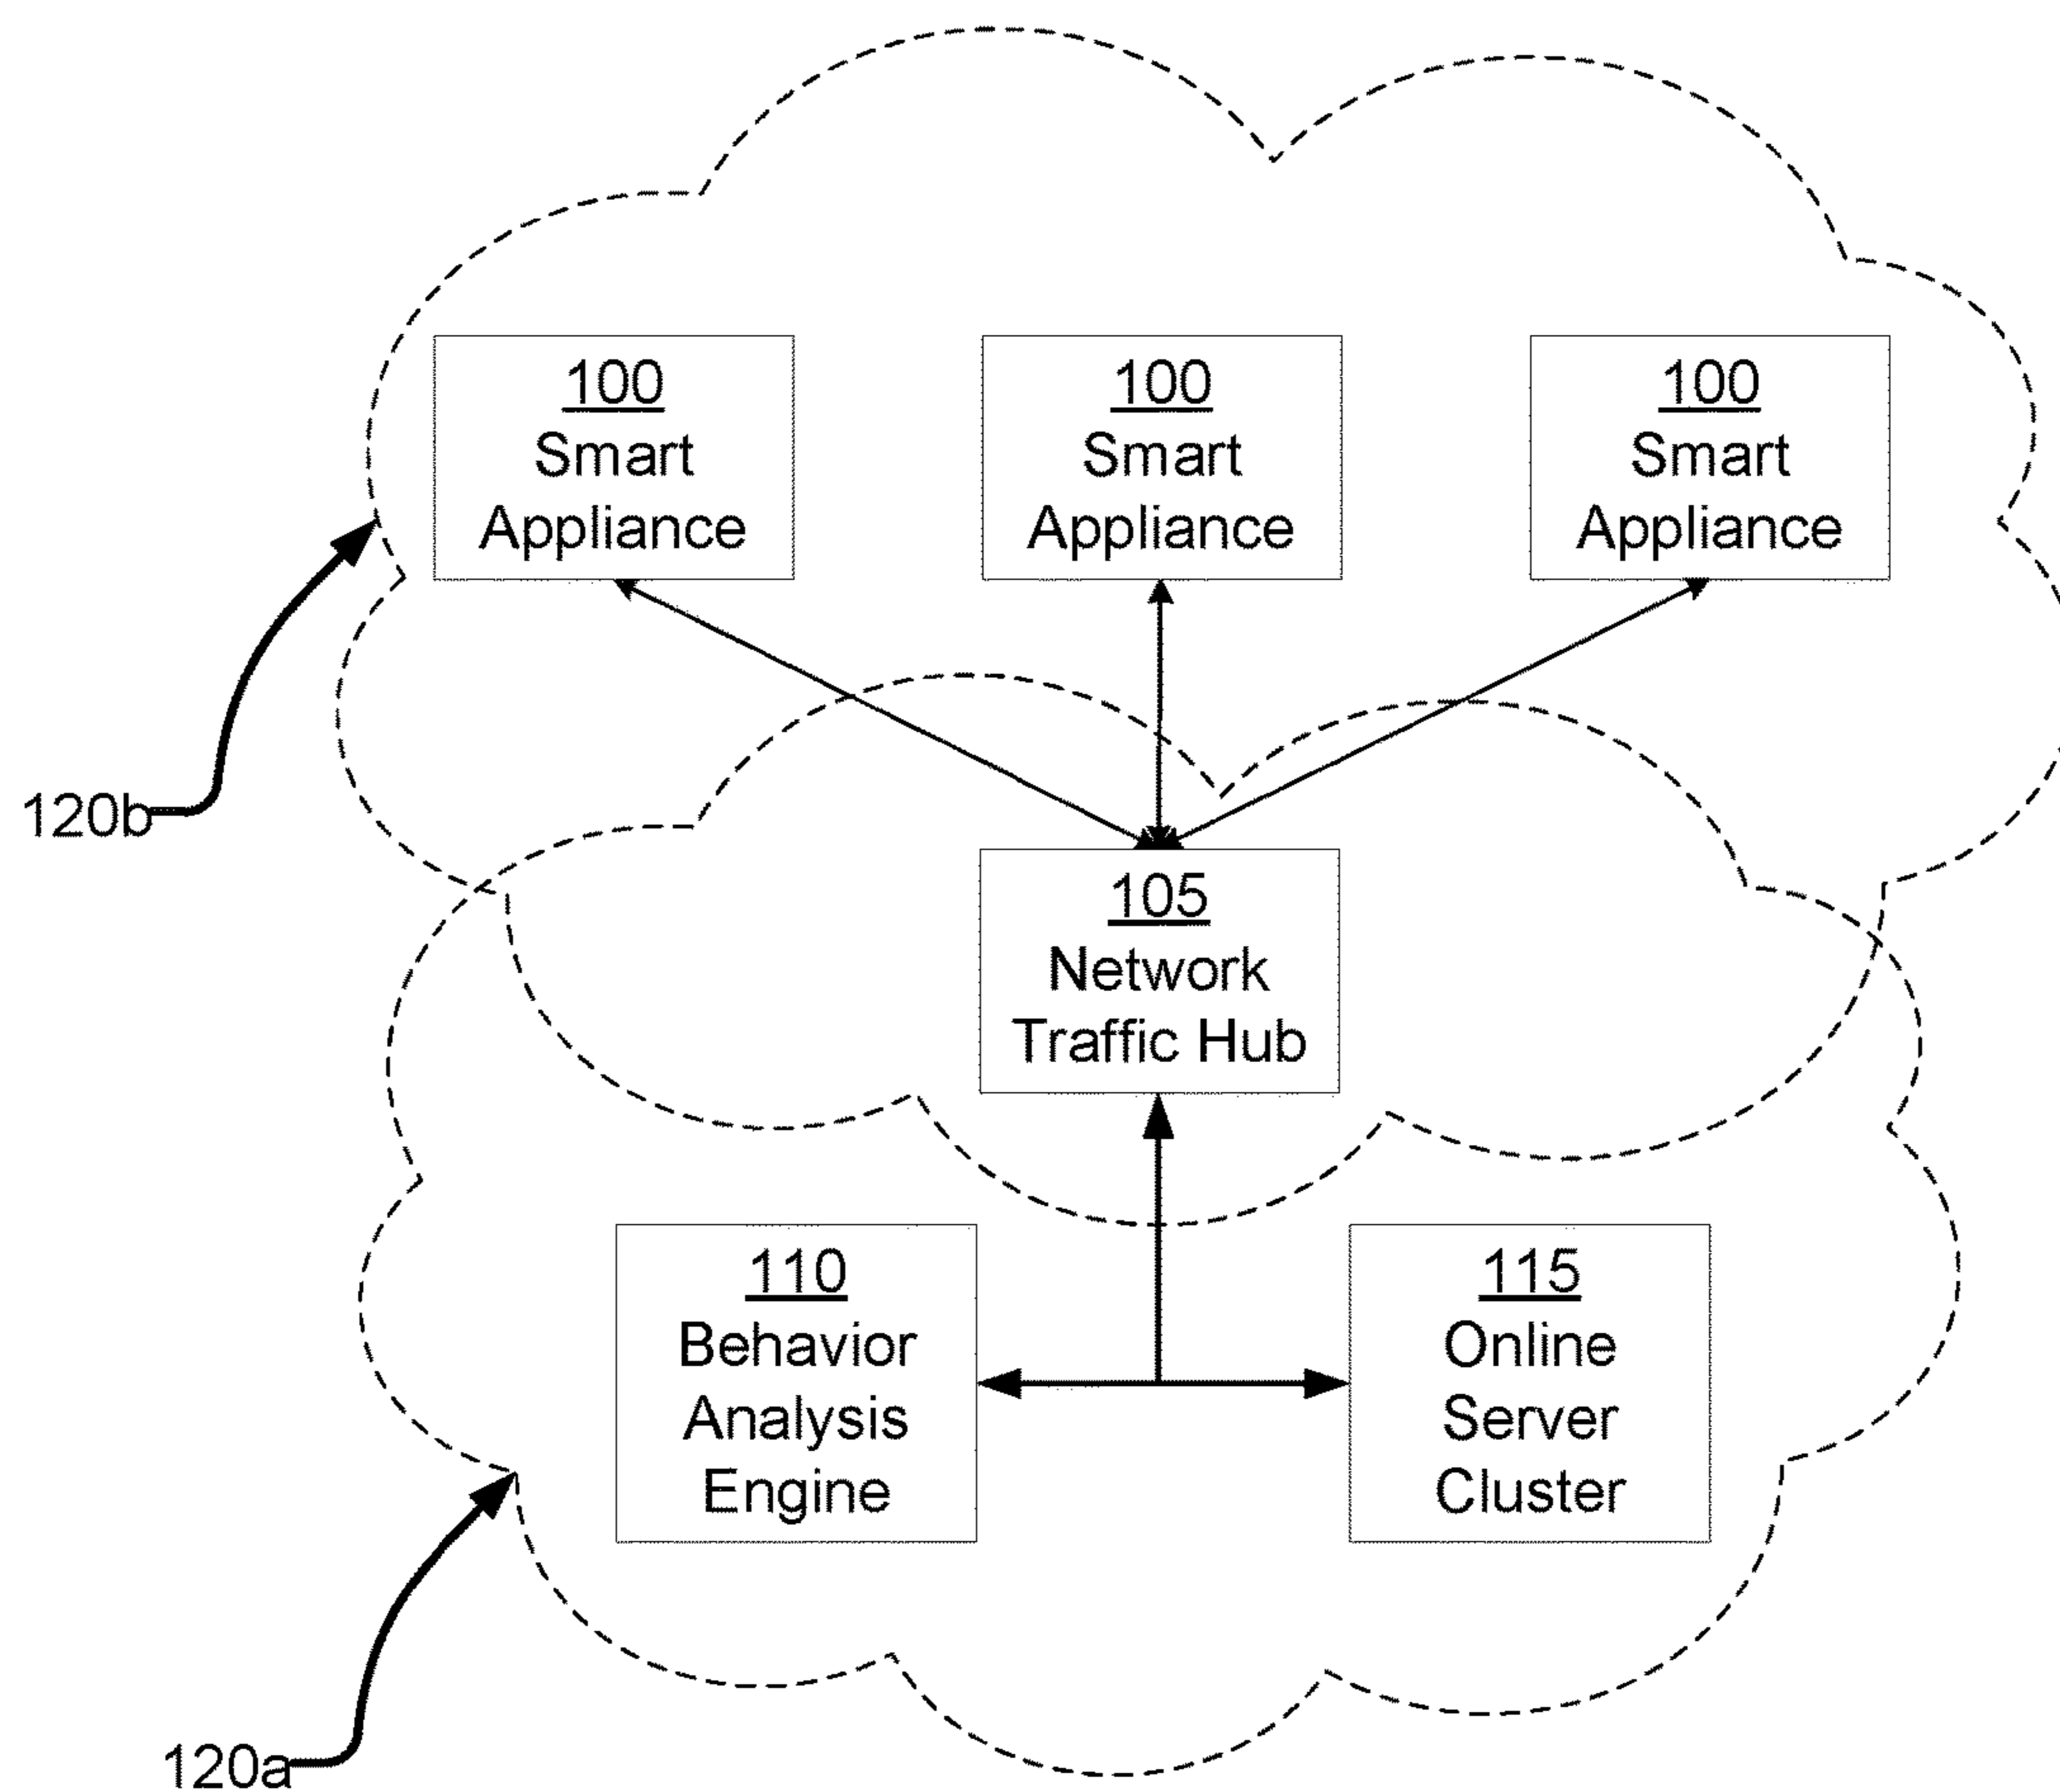 100
Smart
Appliance
100
Smart
Appliance
100
Smart
Appliance
120b
105
Network
Traffic Hub
110
Behavior
Analysis
Engine
115
Online
Server
Cluster
120a